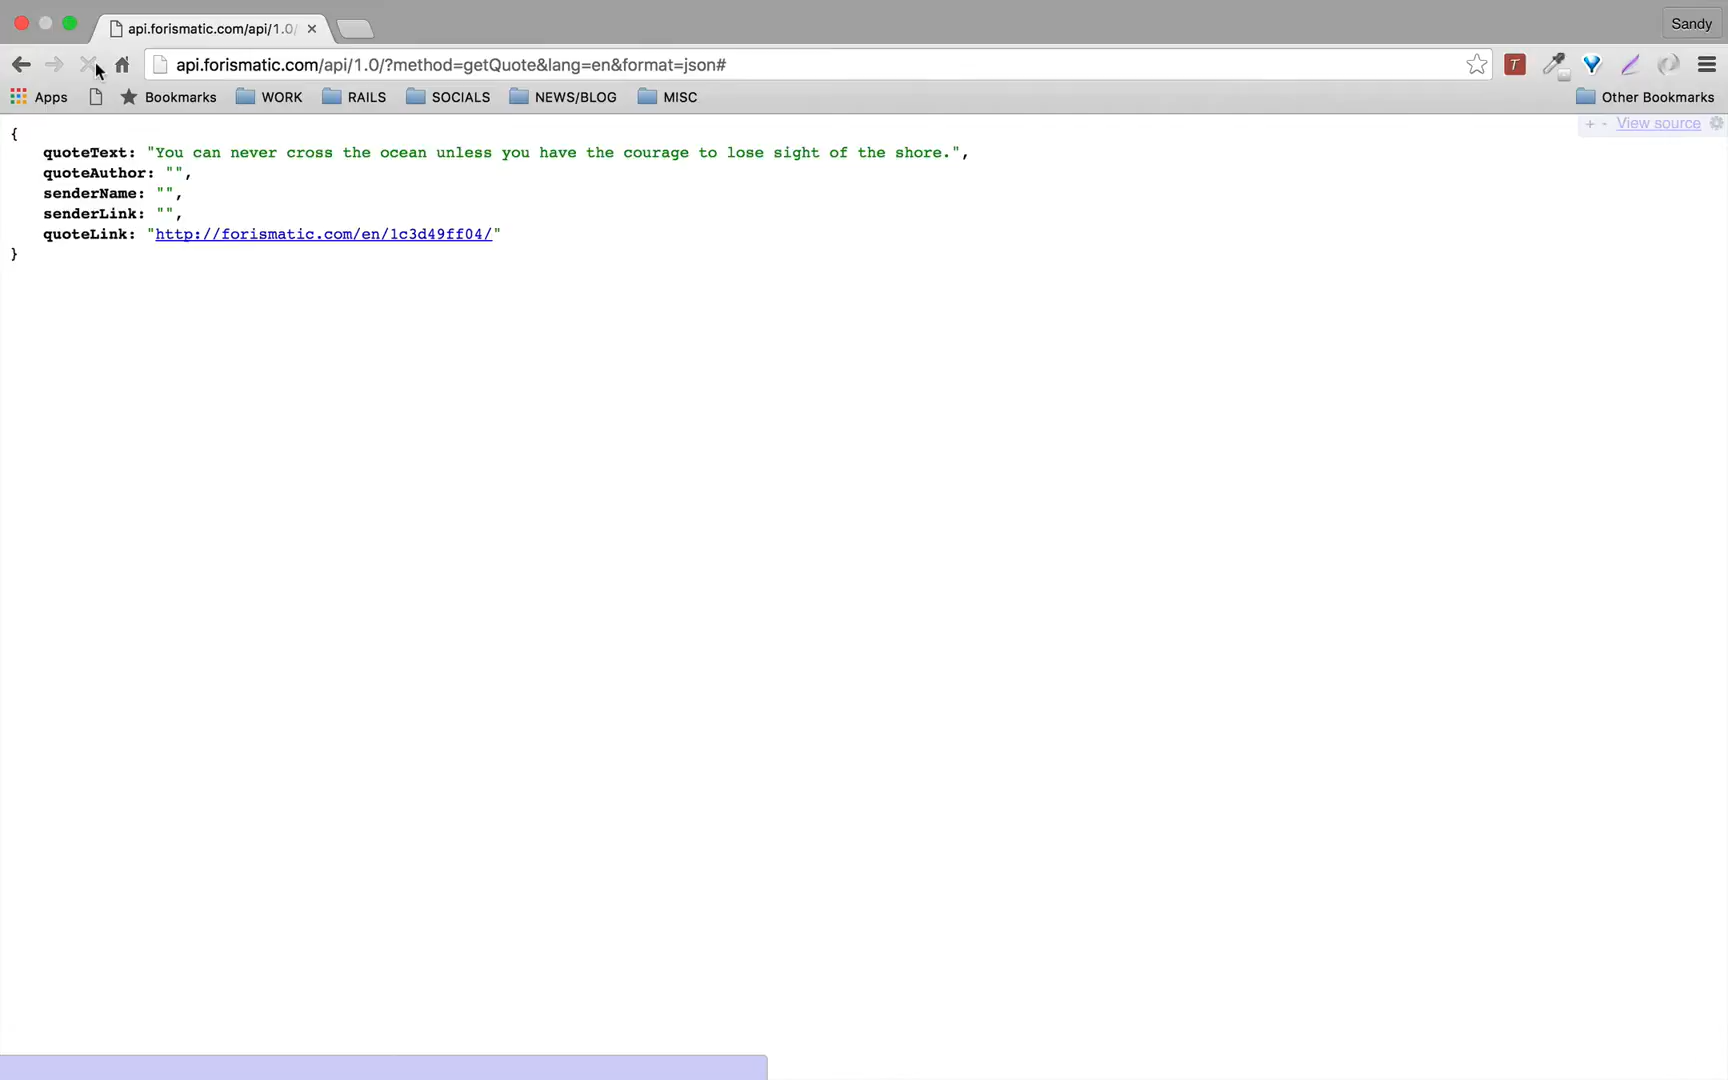 api.forismatic.com/api/1.0/
Sandy
api.forismatic.com/api/1.0/?method=getQuote&lang=en&format=json#
T
Apps Bookmarks WORK RAILS SOCIALS NEWS/BLOG MISC Other Bookmarks
+ - View source
{
quoteText: "You can never cross the ocean unless you have the courage to lose sight of the shore.",
quoteAuthor: "",
senderName: "",
senderLink: "",
quoteLink: "http://forismatic.com/en/1c3d49ff04/"
}